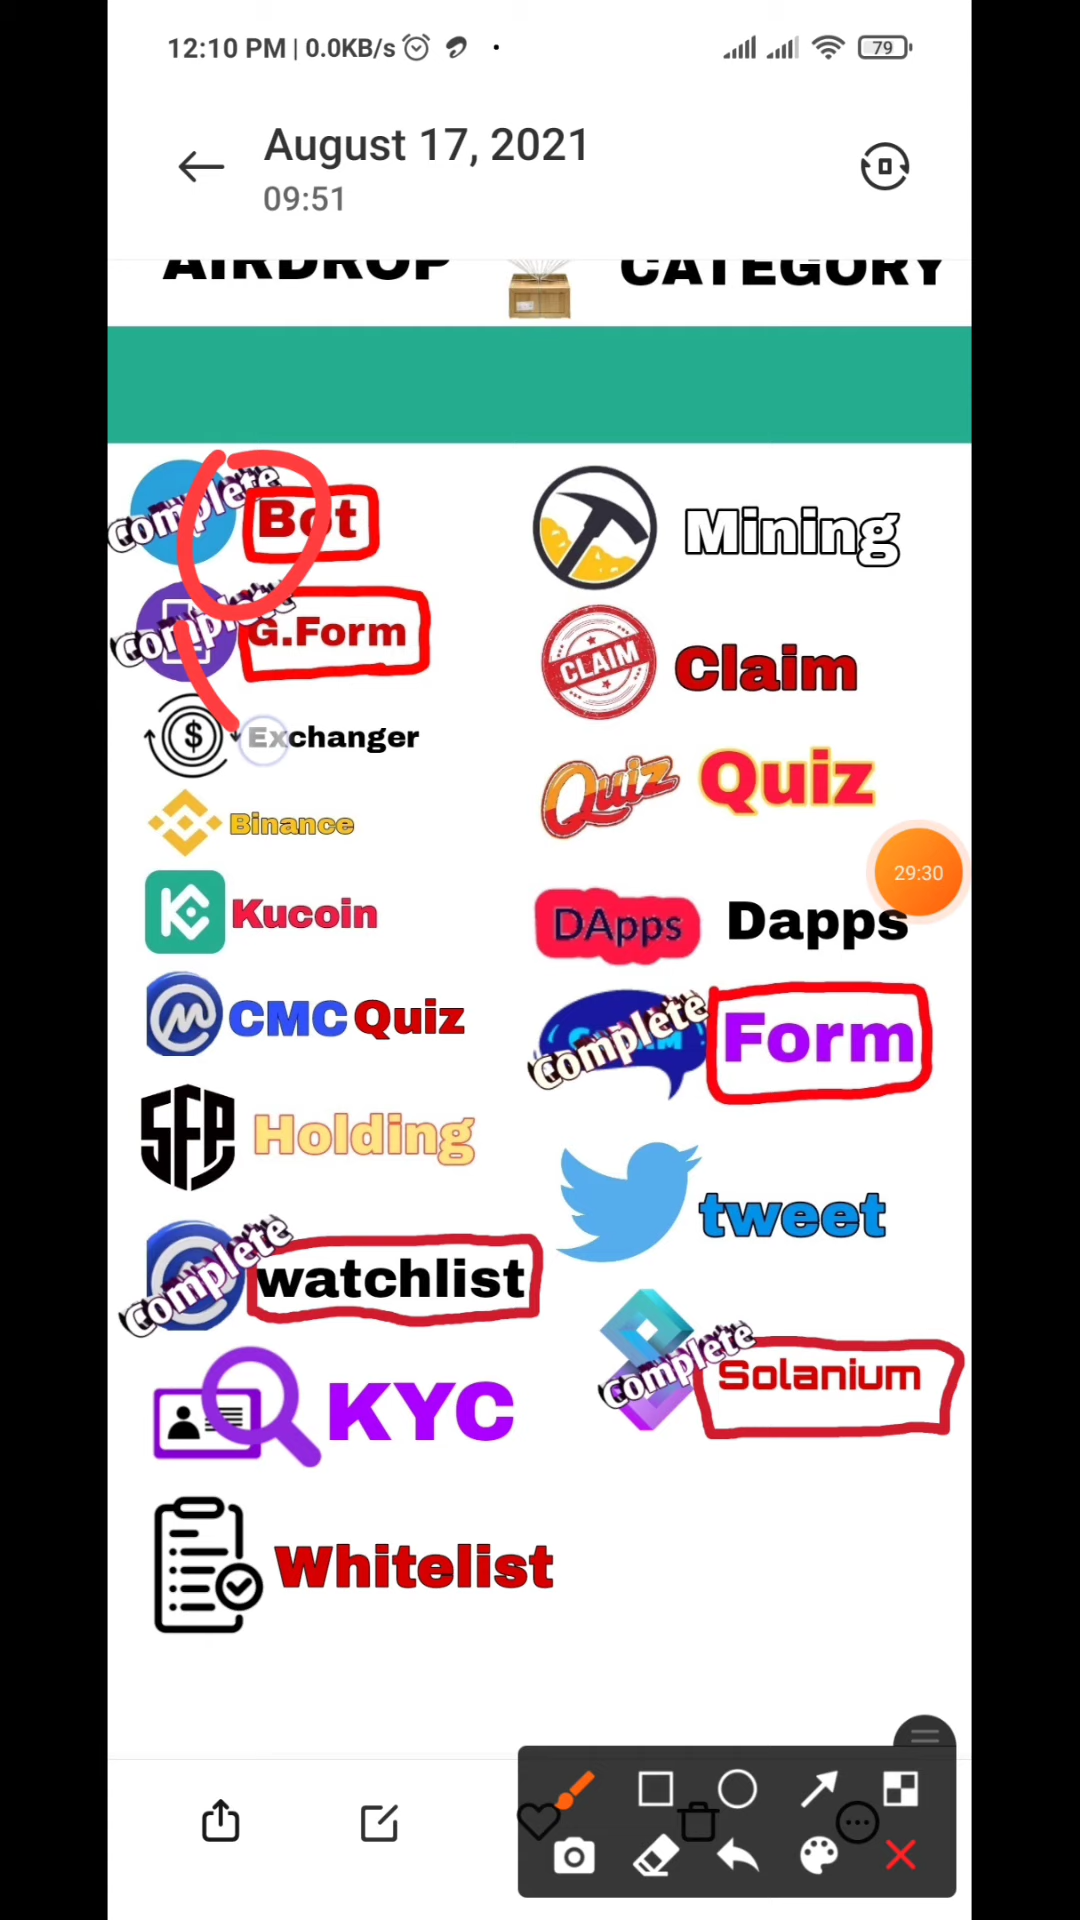 12:10 PM | 0.0KB/s
79
August 17, 2021
09:51
AIRDROP CATEGORY
Complete Bot
Mining
Complete G.Form
CLAIM Claim
$ Exchanger
Quiz Quiz
Binance
29:30
Kucoin
DApps Dapps
CMC Quiz
Complete Form
SFP Holding
tweet
Complete watchlist
Complete Solanium
KYC
Whitelist